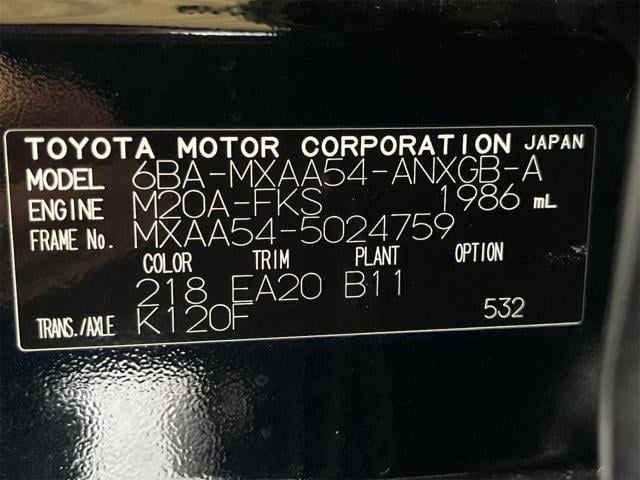 TOYOTA MOTOR CORPORATION JAPAN
MODEL 6BA-MXAA54-ANXGB-A
ENGINE M20A-FKS 1986 mL
FRAME No. MXAA54-5024759
COLOR TRIM PLANT OPTION
218 EA20 B11
TRANS./AXLE K120F 532